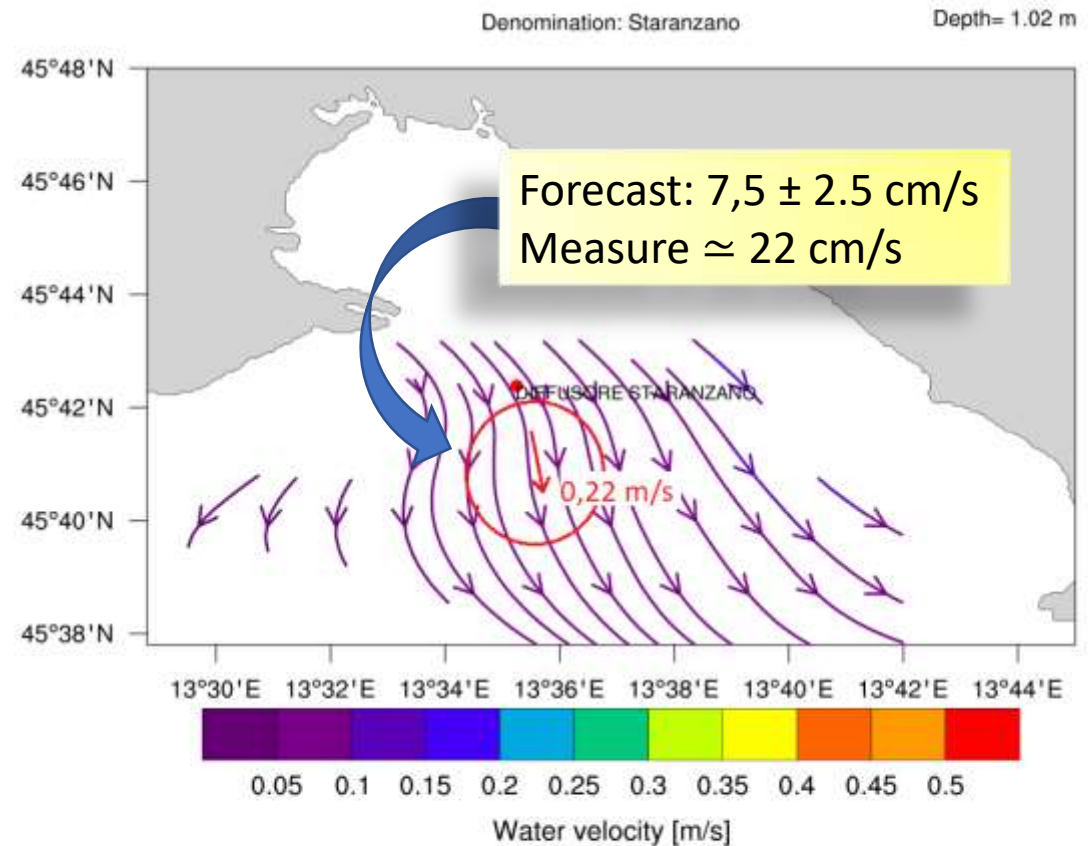 Denomination: Staranzano
Depth= 1.02 m
45°48'N
45°46'N
45°44'N
45°42'N
45°40'N
45°38'N
Forecast: 7,5 ± 2.5 cm/s
Measure ≃ 22 cm/s
DIFFUSORE STARANZANO
0,22 m/s
13°30'E 13°32'E 13°34'E 13°36'E 13°38'E 13°40'E 13°42'E 13°44'E
0.05 0.1 0.15 0.2 0.25 0.3 0.35 0.4 0.45 0.5
Water velocity [m/s]